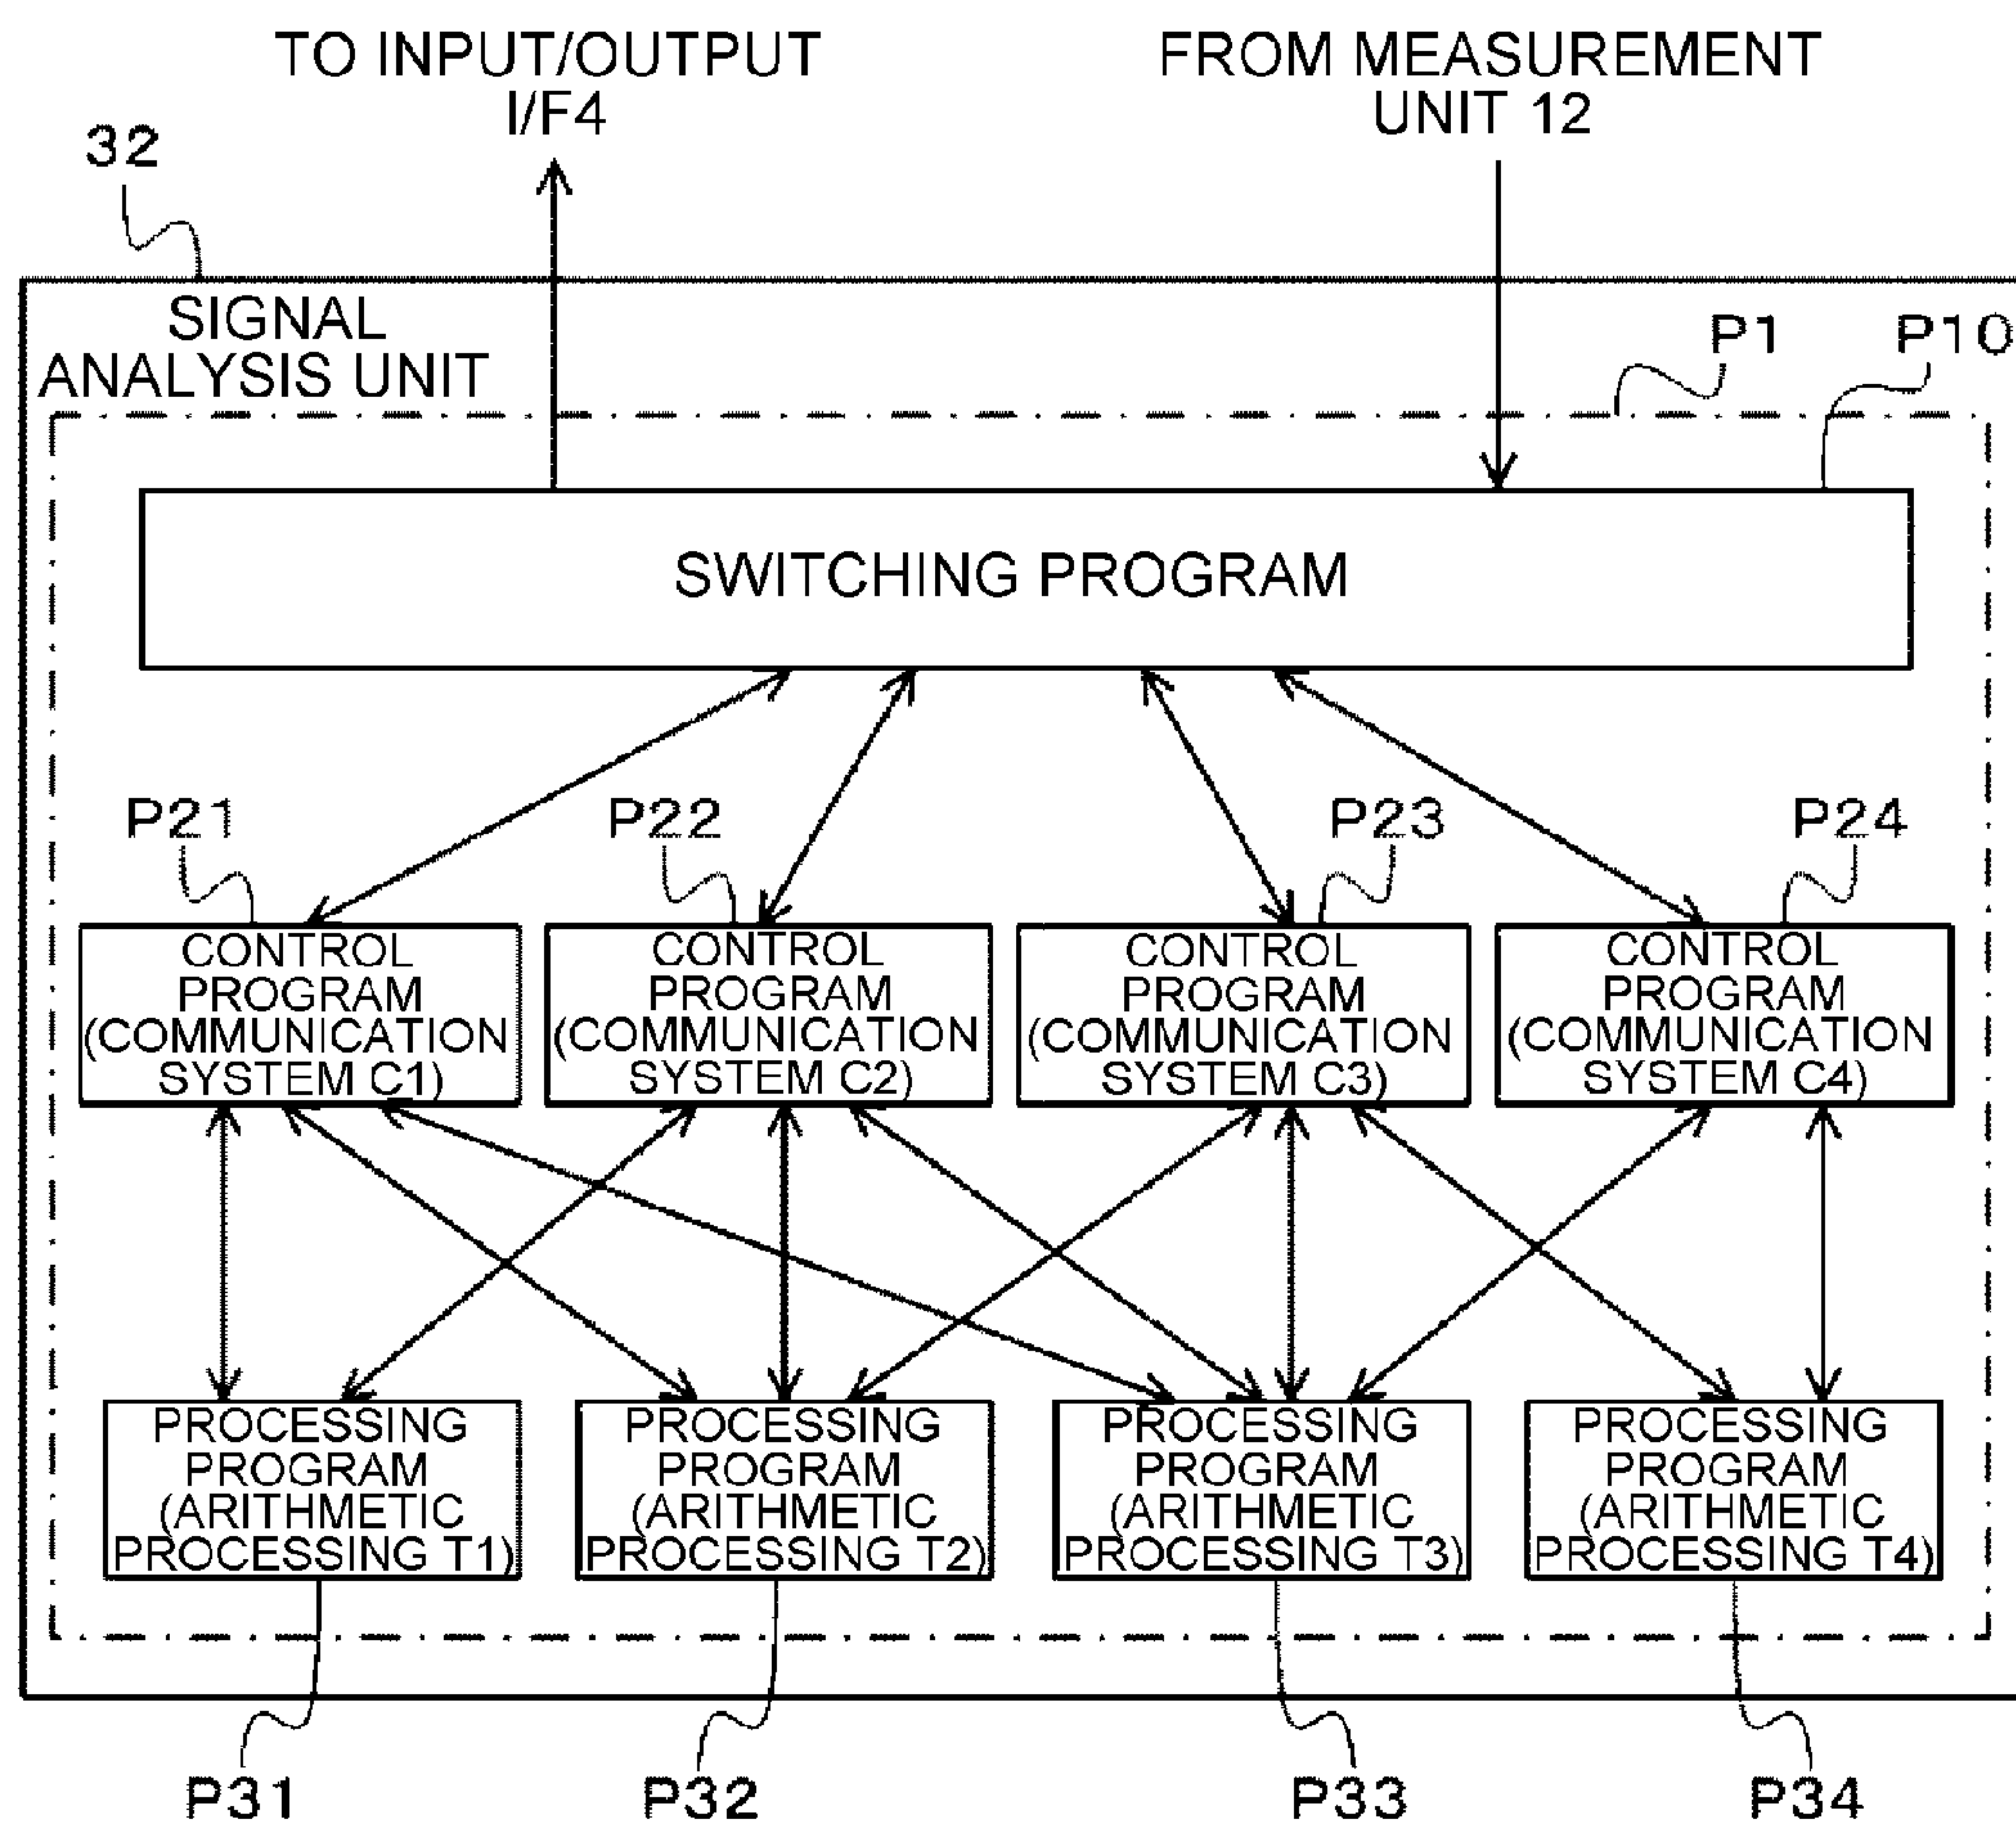 TO INPUT/OUTPUT
I/F4
FROM MEASUREMENT
UNIT 12
32
SIGNAL
ANALYSIS UNIT
P1
P10
SWITCHING PROGRAM
P21
P22
P23
P24
CONTROL
PROGRAM
(COMMUNICATION
SYSTEM C1)
CONTROL
PROGRAM
(COMMUNICATION
SYSTEM C2)
CONTROL
PROGRAM
(COMMUNICATION
SYSTEM C3)
CONTROL
PROGRAM
(COMMUNICATION
SYSTEM C4)
PROCESSING
PROGRAM
(ARITHMETIC
PROCESSING T1)
PROCESSING
PROGRAM
(ARITHMETIC
PROCESSING T2)
PROCESSING
PROGRAM
(ARITHMETIC
PROCESSING T3)
PROCESSING
PROGRAM
(ARITHMETIC
PROCESSING T4)
P31
P32
P33
P34